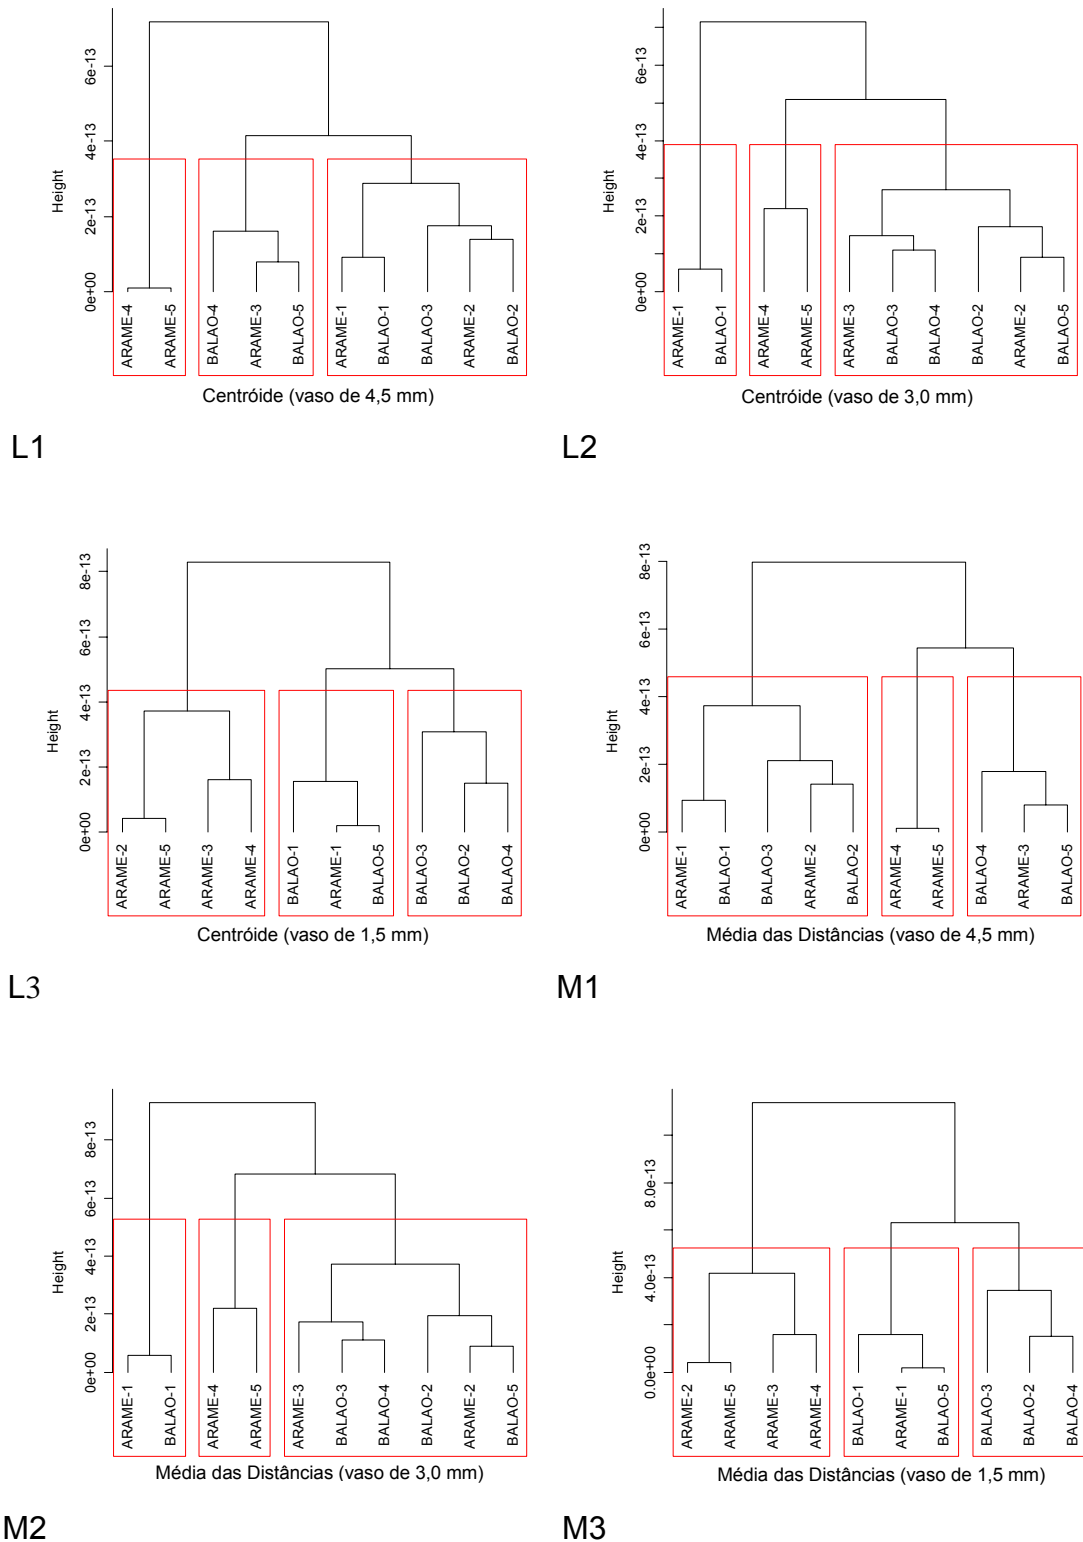 6e-13
4e-13
2e-13
0e+00
Height
ARAME-4
ARAME-5
BALAO-4
ARAME-3
BALAO-5
ARAME-1
BALAO-1
BALAO-3
ARAME-2
BALAO-2
Centróide (vaso de 4,5 mm)
L1
6e-13
4e-13
2e-13
0e+00
Height
ARAME-1
BALAO-1
ARAME-4
ARAME-5
ARAME-3
BALAO-3
BALAO-4
BALAO-2
ARAME-2
BALAO-5
Centróide (vaso de 3,0 mm)
L2
8e-13
6e-13
4e-13
2e-13
0e+00
Height
ARAME-2
ARAME-5
ARAME-3
ARAME-4
BALAO-1
ARAME-1
BALAO-5
BALAO-3
BALAO-2
BALAO-4
Centróide (vaso de 1,5 mm)
L3
8e-13
6e-13
4e-13
2e-13
0e+00
Height
ARAME-1
BALAO-1
BALAO-3
ARAME-2
BALAO-2
ARAME-4
ARAME-5
BALAO-4
ARAME-3
BALAO-5
Média das Distâncias (vaso de 4,5 mm)
M1
8e-13
6e-13
4e-13
2e-13
0e+00
Height
ARAME-1
BALAO-1
ARAME-4
ARAME-5
ARAME-3
BALAO-3
BALAO-4
BALAO-2
ARAME-2
BALAO-5
Média das Distâncias (vaso de 3,0 mm)
M2
8.0e-13
4.0e-13
0.0e+00
Height
ARAME-2
ARAME-5
ARAME-3
ARAME-4
BALAO-1
ARAME-1
BALAO-5
BALAO-3
BALAO-2
BALAO-4
Média das Distâncias (vaso de 1,5 mm)
M3